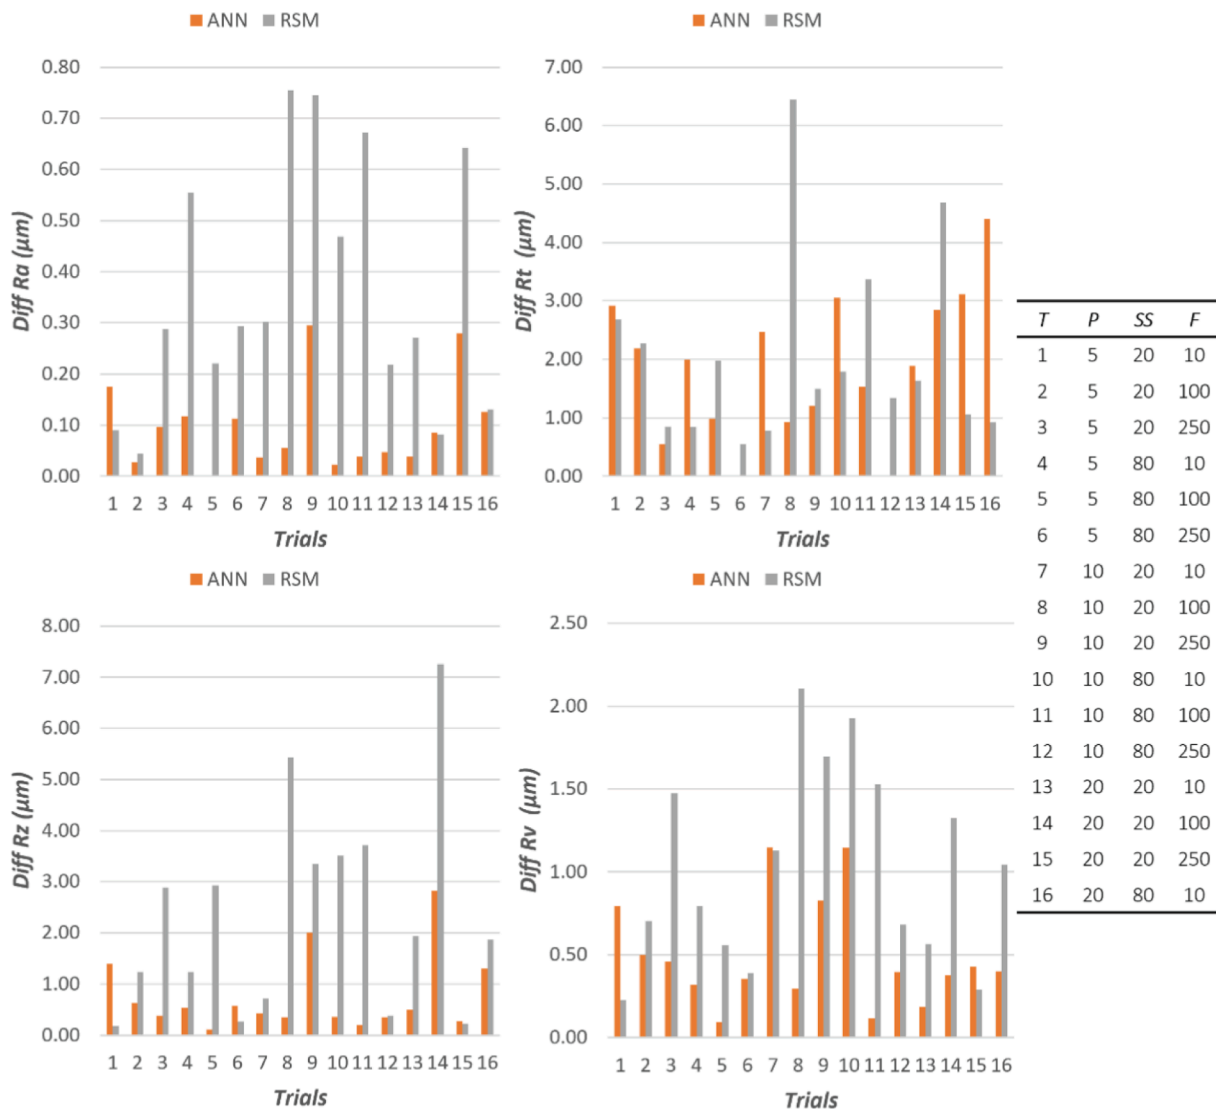 ANN RSM
0.80
0.70
0.60
0.50
0.40
0.30
0.20
0.10
0.00
Diff Ra (μm)
1 2 3 4 5 6 7 8 9 10 11 12 13 14 15 16
Trials
ANN RSM
7.00
6.00
5.00
4.00
3.00
2.00
1.00
0.00
Diff Rt (μm)
1 2 3 4 5 6 7 8 9 10 11 12 13 14 15 16
Trials
ANN RSM
8.00
7.00
6.00
5.00
4.00
3.00
2.00
1.00
0.00
Diff Rz (μm)
1 2 3 4 5 6 7 8 9 10 11 12 13 14 15 16
Trials
ANN RSM
2.50
2.00
1.50
1.00
0.50
0.00
Diff Rv (μm)
1 2 3 4 5 6 7 8 9 10 11 12 13 14 15 16
Trials
T P SS F
1 5 20 10
2 5 20 100
3 5 20 250
4 5 80 10
5 5 80 100
6 5 80 250
7 10 20 10
8 10 20 100
9 10 20 250
10 10 80 10
11 10 80 100
12 10 80 250
13 20 20 10
14 20 20 100
15 20 20 250
16 20 80 10